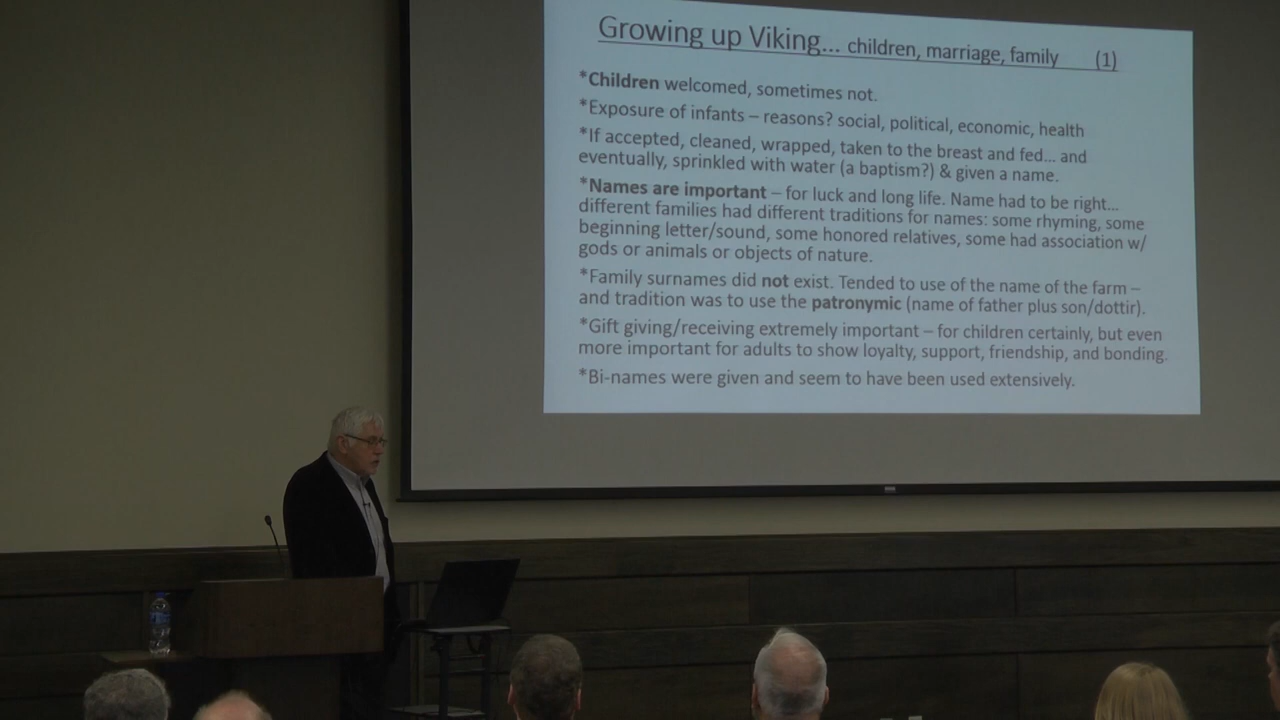 Growing up Viking... children, marriage, family (1)
*Children welcomed, sometimes not.
*Exposure of infants – reasons? social, political, economic, health
*If accepted, cleaned, wrapped, taken to the breast and fed... and
eventually, sprinkled with water (a baptism?) & given a name.
*Names are important – for luck and long life. Name had to be right...
different families had different traditions for names: some rhyming, some
beginning letter/sound, some honored relatives, some had association w/
gods or animals or objects of nature.
*Family surnames did not exist. Tended to use of the name of the farm –
and tradition was to use the patronymic (name of father plus son/dottir).
*Gift giving/receiving extremely important – for children certainly, but even
more important for adults to show loyalty, support, friendship, and bonding.
*Bi-names were given and seem to have been used extensively.